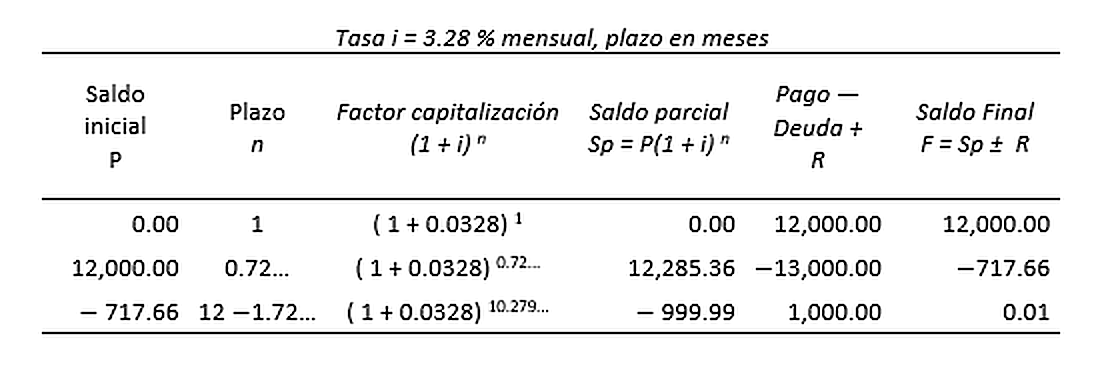 Tasa i = 3.28 % mensual, plazo en meses
Saldo inicial P Plazo n Factor capitalización (1 + i) ⁿ Saldo parcial Sp = P(1 + i) ⁿ Pago — Deuda + R Saldo Final F = Sp ± R
0.00 1 ( 1 + 0.0328) ¹ 0.00 12,000.00 12,000.00
12,000.00 0.72... ( 1 + 0.0328) ⁰·⁷²··· 12,285.36 —13,000.00 —717.66
— 717.66 12 —1.72... ( 1 + 0.0328) ¹⁰·²⁷⁹··· — 999.99 1,000.00 0.01